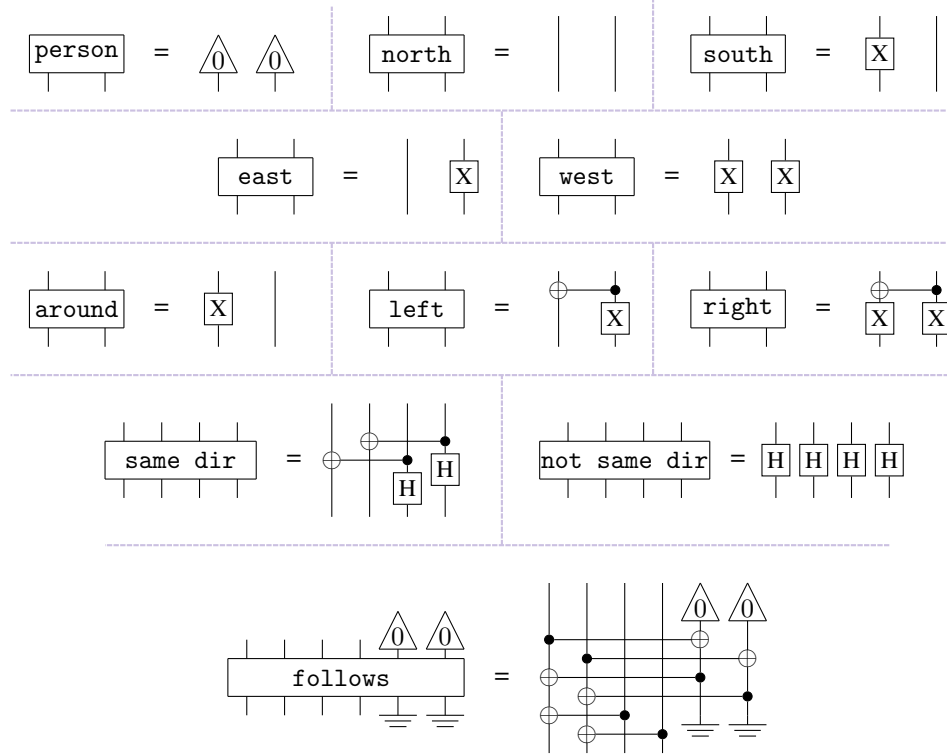 person = 0 0 north = south = X
east = X west = X X
around = X left = X right = X X
same dir = H H not same dir = H H H H
0 0 0 0
follows =